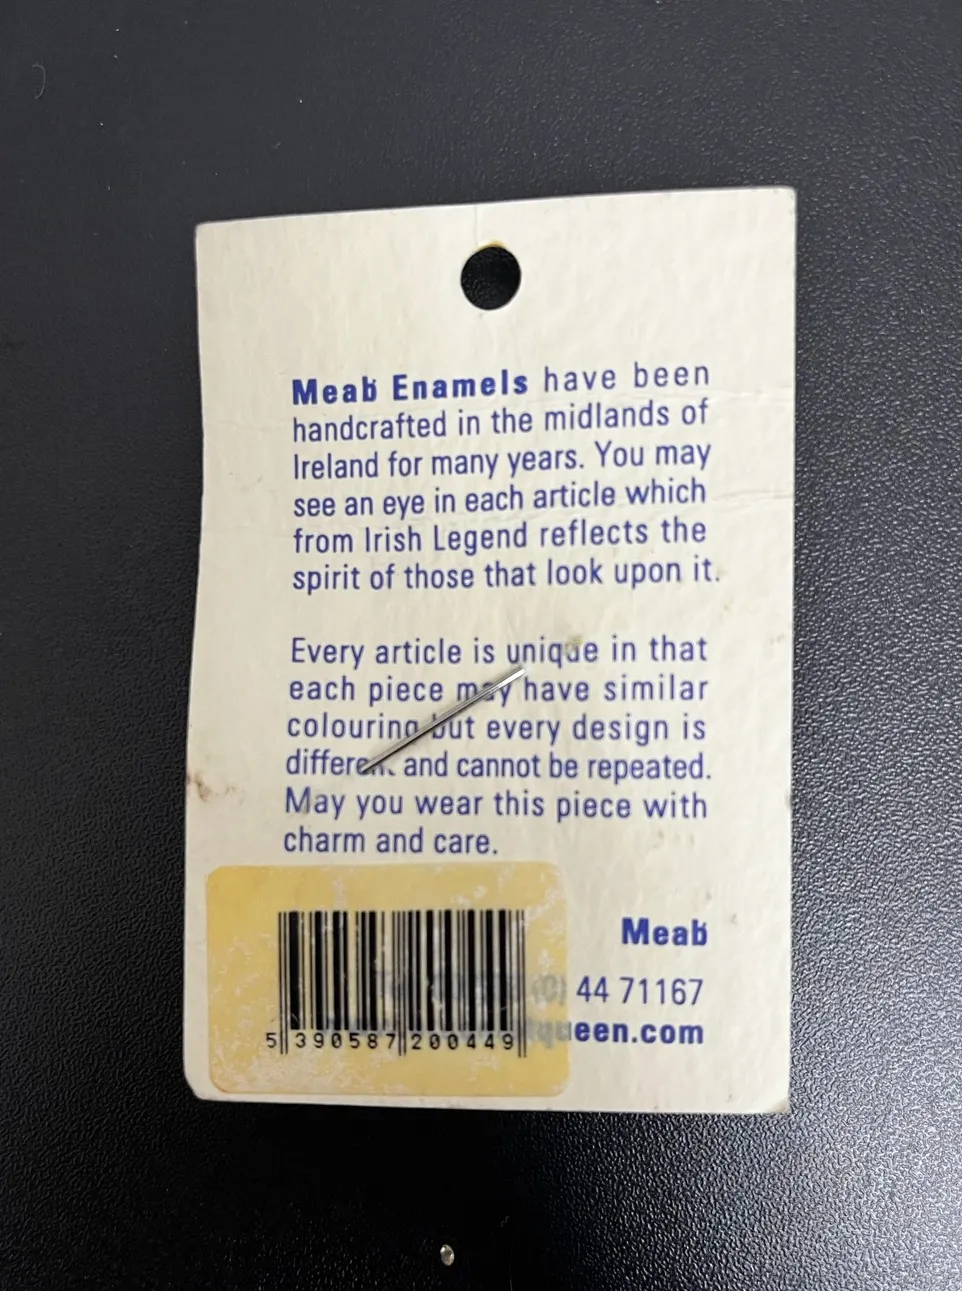 Meab Enamels have been
handcrafted in the midlands of
Ireland for many years. You may
see an eye in each article which
from Irish Legend reflects the
spirit of those that look upon it.
Every article is unique in that
each piece may have similar
colouring but every design is
different and cannot be repeated.
May you wear this piece with
charm and care.
Meab
(0) 44 71167
queen.com
5 390587 200449